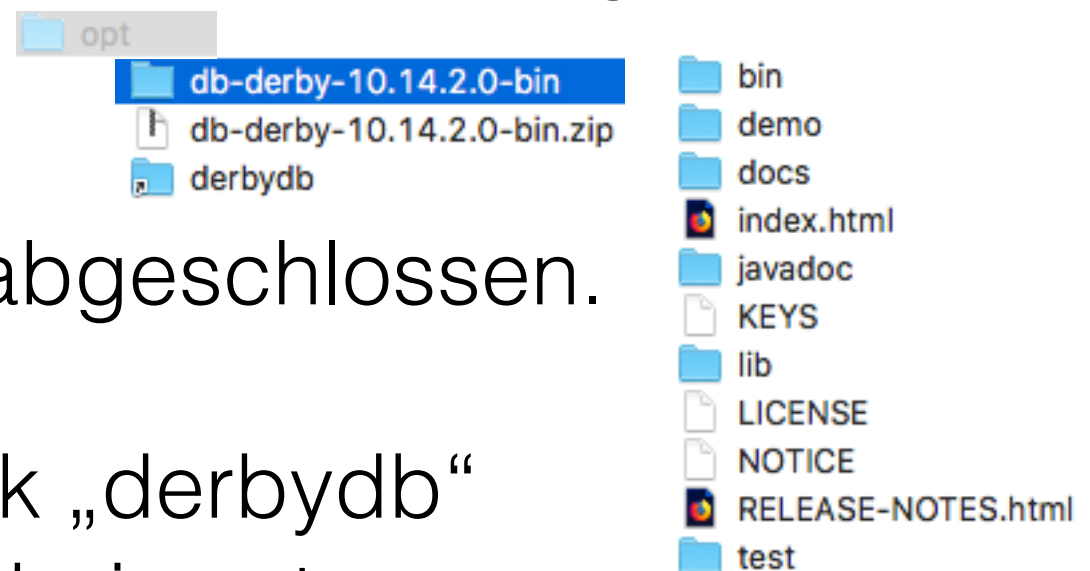 opt
db-derby-10.14.2.0-bin
db-derby-10.14.2.0-bin.zip
derbydb
abgeschlossen.
k „derbydb“
bin
demo
docs
index.html
javadoc
KEYS
lib
LICENSE
NOTICE
RELEASE-NOTES.html
test